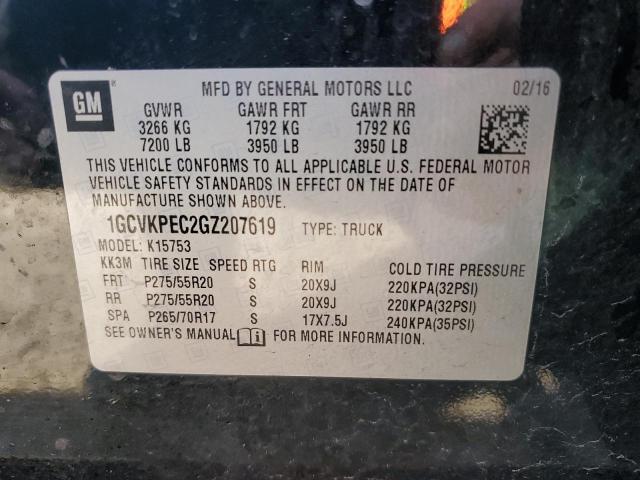 GM
MFD BY GENERAL MOTORS LLC 02/16
GVWR GAWR FRT GAWR RR
3266 KG 1792 KG 1792 KG
7200 LB 3950 LB 3950 LB
THIS VEHICLE CONFORMS TO ALL APPLICABLE U.S. FEDERAL MOTOR
VEHICLE SAFETY STANDARDS IN EFFECT ON THE DATE OF
MANUFACTURE SHOWN ABOVE.
1GCVKPEC2GZ207619 TYPE: TRUCK
MODEL: K15753
KK3M TIRE SIZE SPEED RTG RIM COLD TIRE PRESSURE
FRT P275/55R20 S 20X9J 220KPA(32PSI)
RR P275/55R20 S 20X9J 220KPA(32PSI)
SPA P265/70R17 S 17X7.5J 240KPA(35PSI)
SEE OWNER'S MANUAL FOR MORE INFORMATION.